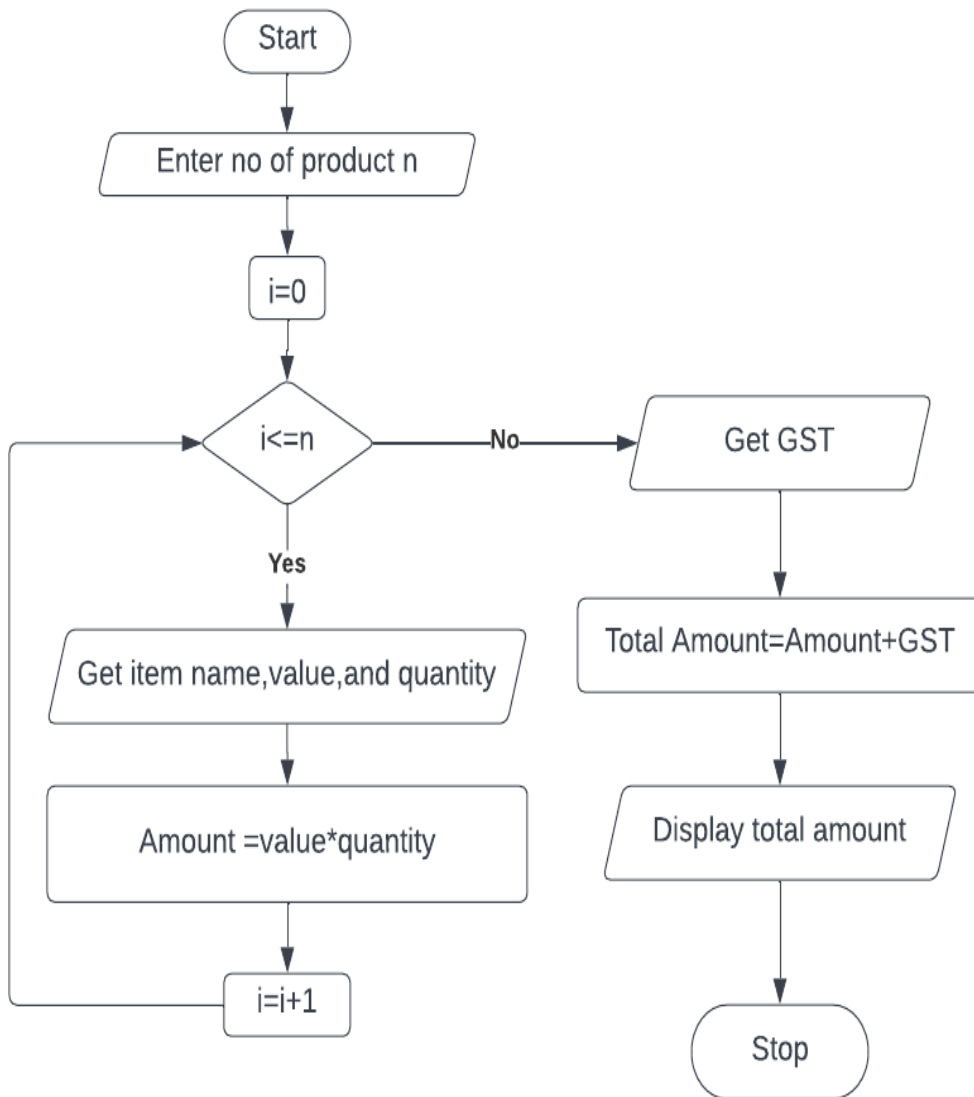 Start
Enter no of product n
i=0
i<=n
No
Yes
Get item name,value,and quantity
Amount =value*quantity
i=i+1
Get GST
Total Amount=Amount+GST
Display total amount
Stop